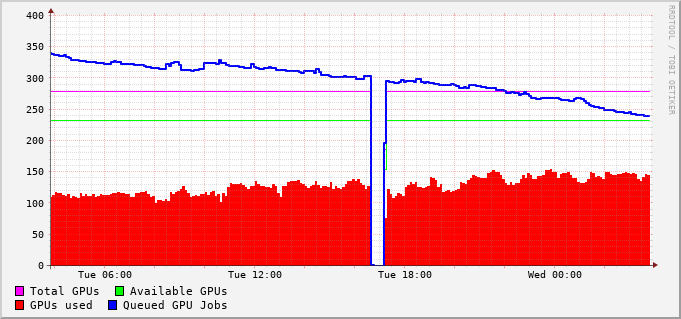 400
350
300
250
200
150
100
50
0
Tue 06:00 Tue 12:00 Tue 18:00 Wed 00:00
Total GPUs Available GPUs
GPUs used Queued GPU Jobs
RRDTOOL / TOBI OETIKER